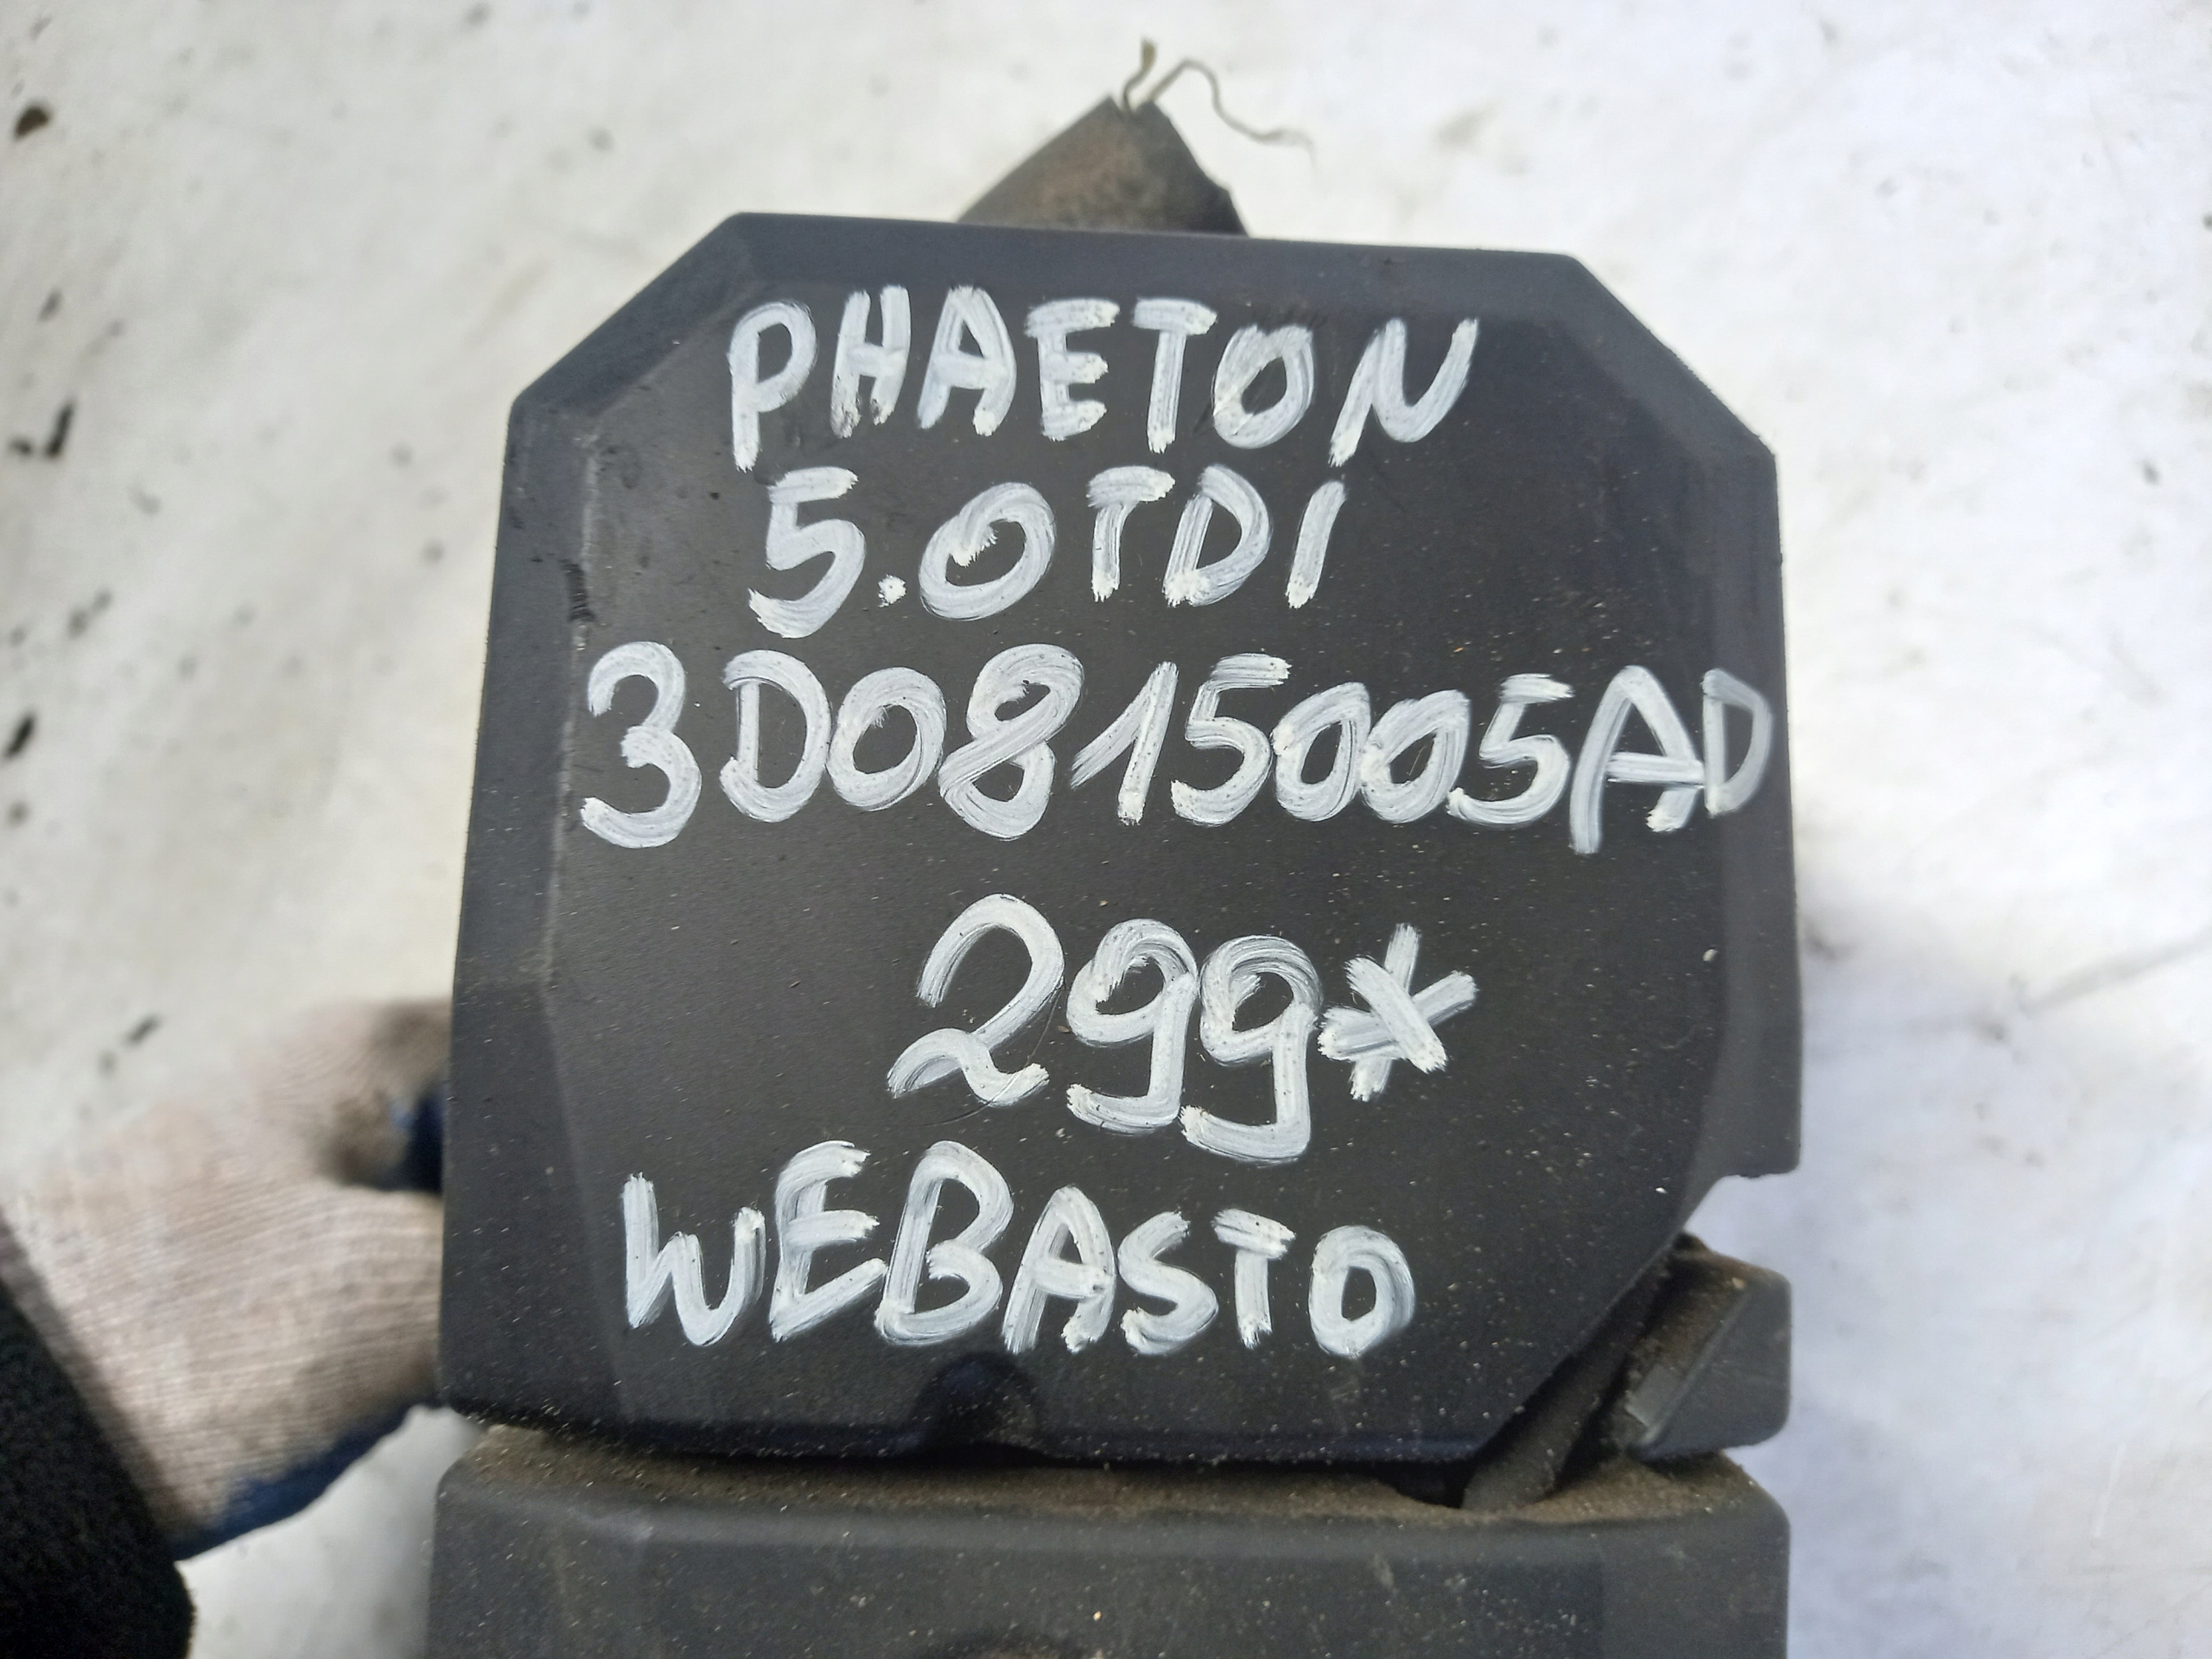 PHAETON
5.0TDI
3D0815005AD
299*
WEBASTO